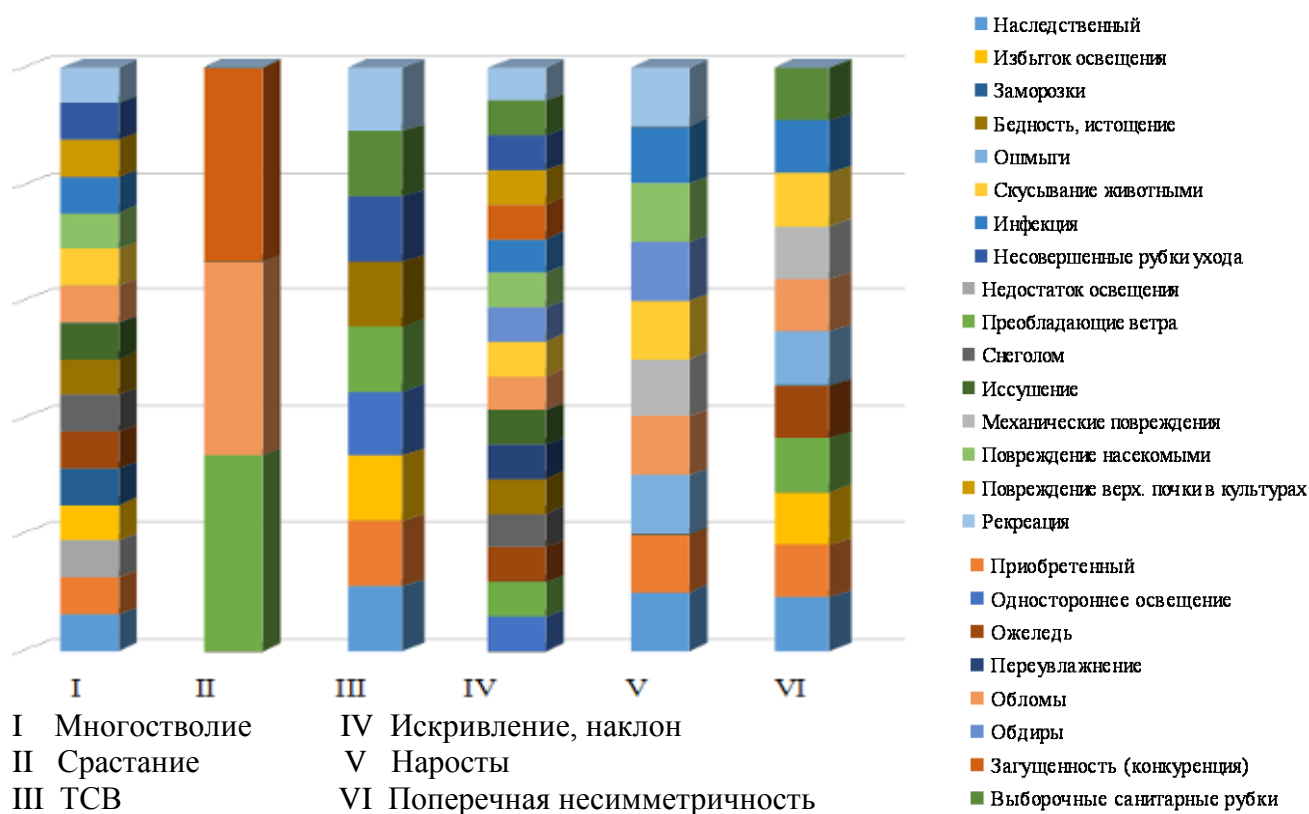 Наследственный
Избыток освещения
Заморозки
Бедность, истощение
Ошмыги
Скусывание животными
Инфекция
Несовершенные рубки ухода
Недостаток освещения
Преобладающие ветра
Снеголом
Иссушение
Механические повреждения
Повреждение насекомыми
Повреждение верх. почки в культурах
Рекреация
Приобретенный
Одностороннее освещение
Ожеледь
Переувлажнение
Обломы
Обдиры
Загущенность (конкуренция)
Выборочные санитарные рубки
I II III IV V VI
I Многостволие IV Искривление, наклон
II Срастание V Наросты
III ТСВ VI Поперечная несимметричность